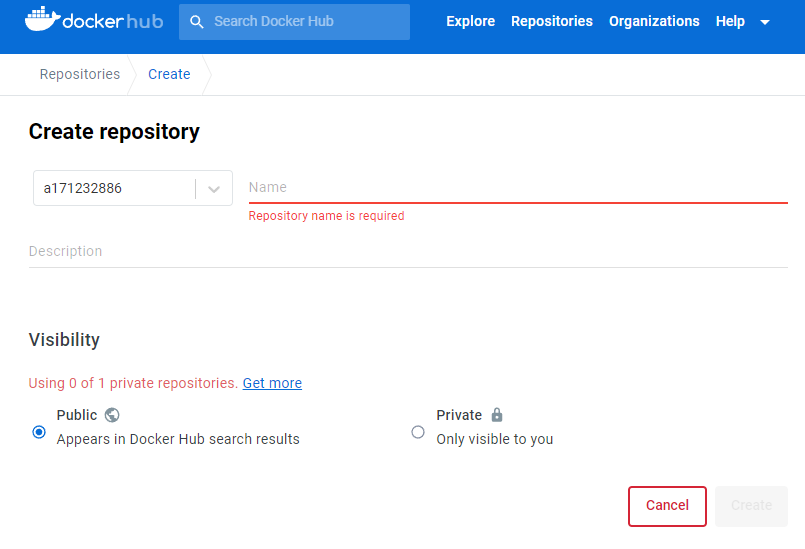 dockerhub Search Docker Hub Explore Repositories Organizations Help
Repositories Create
Create repository
a171232886 Name
Repository name is required
Description
Visibility
Using 0 of 1 private repositories. Get more
Public Private
Appears in Docker Hub search results Only visible to you
Cancel Create